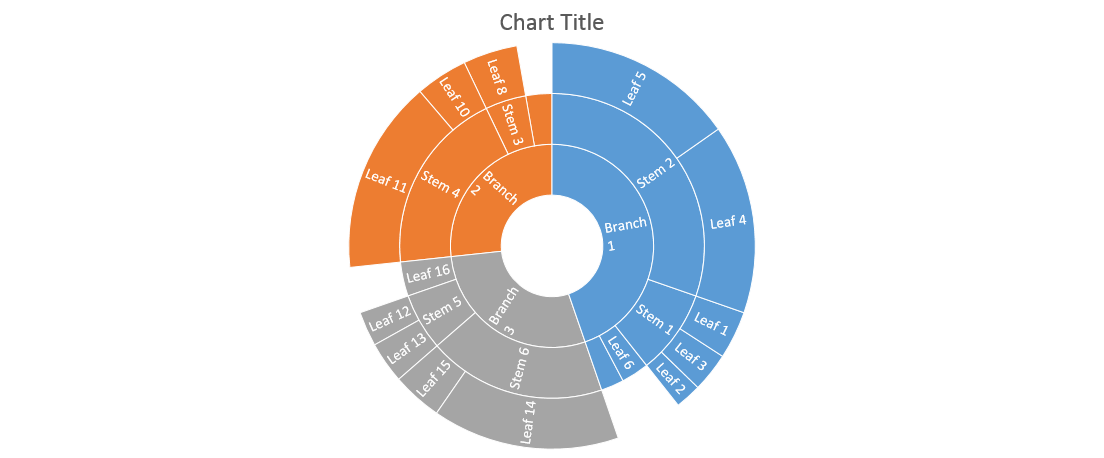 Chart Title
Leaf 5
Leaf 4
Stem 2
Branch
1
Leaf 1
Leaf 3
Leaf 2
Stem 1
Leaf 6
Branch
3
Stem 6
Leaf 14
Leaf 15
Stem 5
Leaf 13
Leaf 12
Leaf 16
Branch
2
Stem 4
Leaf 11
Leaf 10
Stem 3
Leaf 8